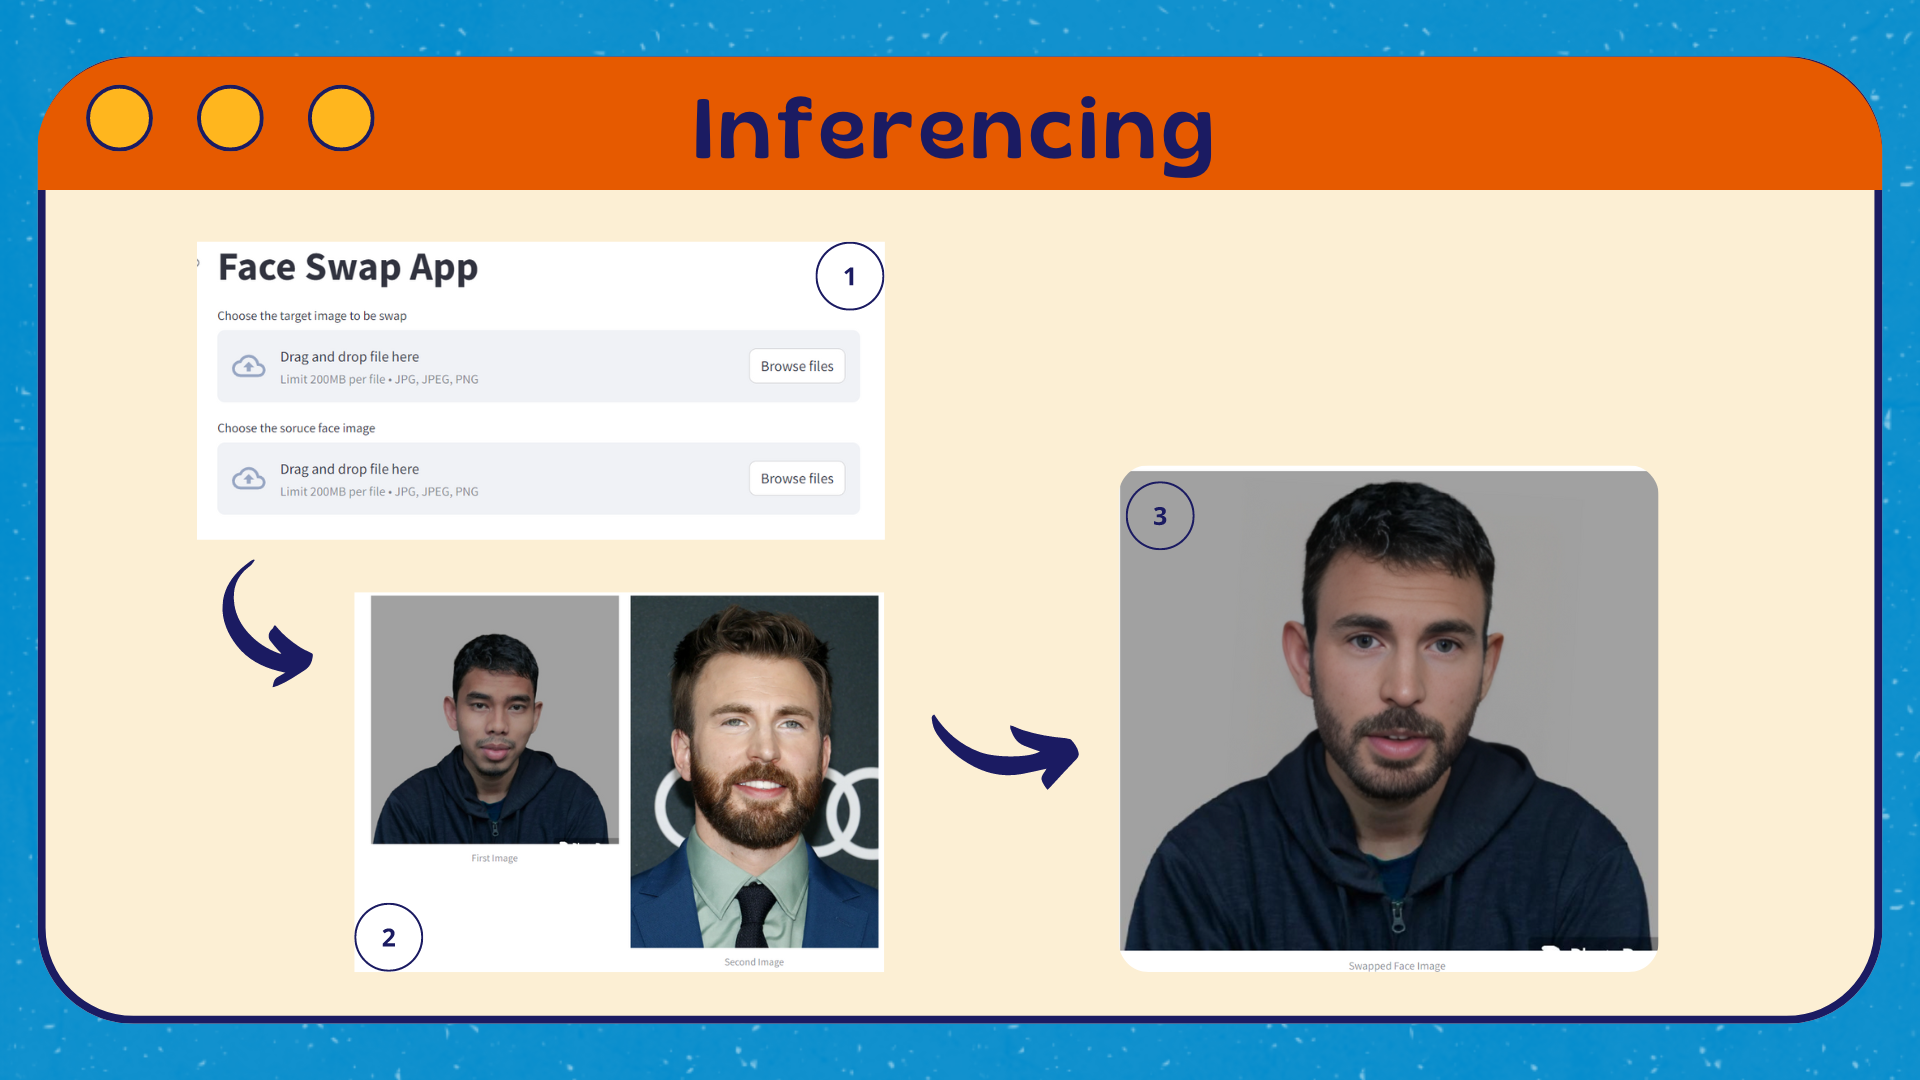 Inferencing
Face Swap App
1
Choose the target image to be swap
Drag and drop file here
Limit 200MB per file • JPG, JPEG, PNG
Browse files
Choose the soruce face image
Drag and drop file here
Limit 200MB per file • JPG, JPEG, PNG
Browse files
First Image
2
Second Image
3
Swapped Face Image